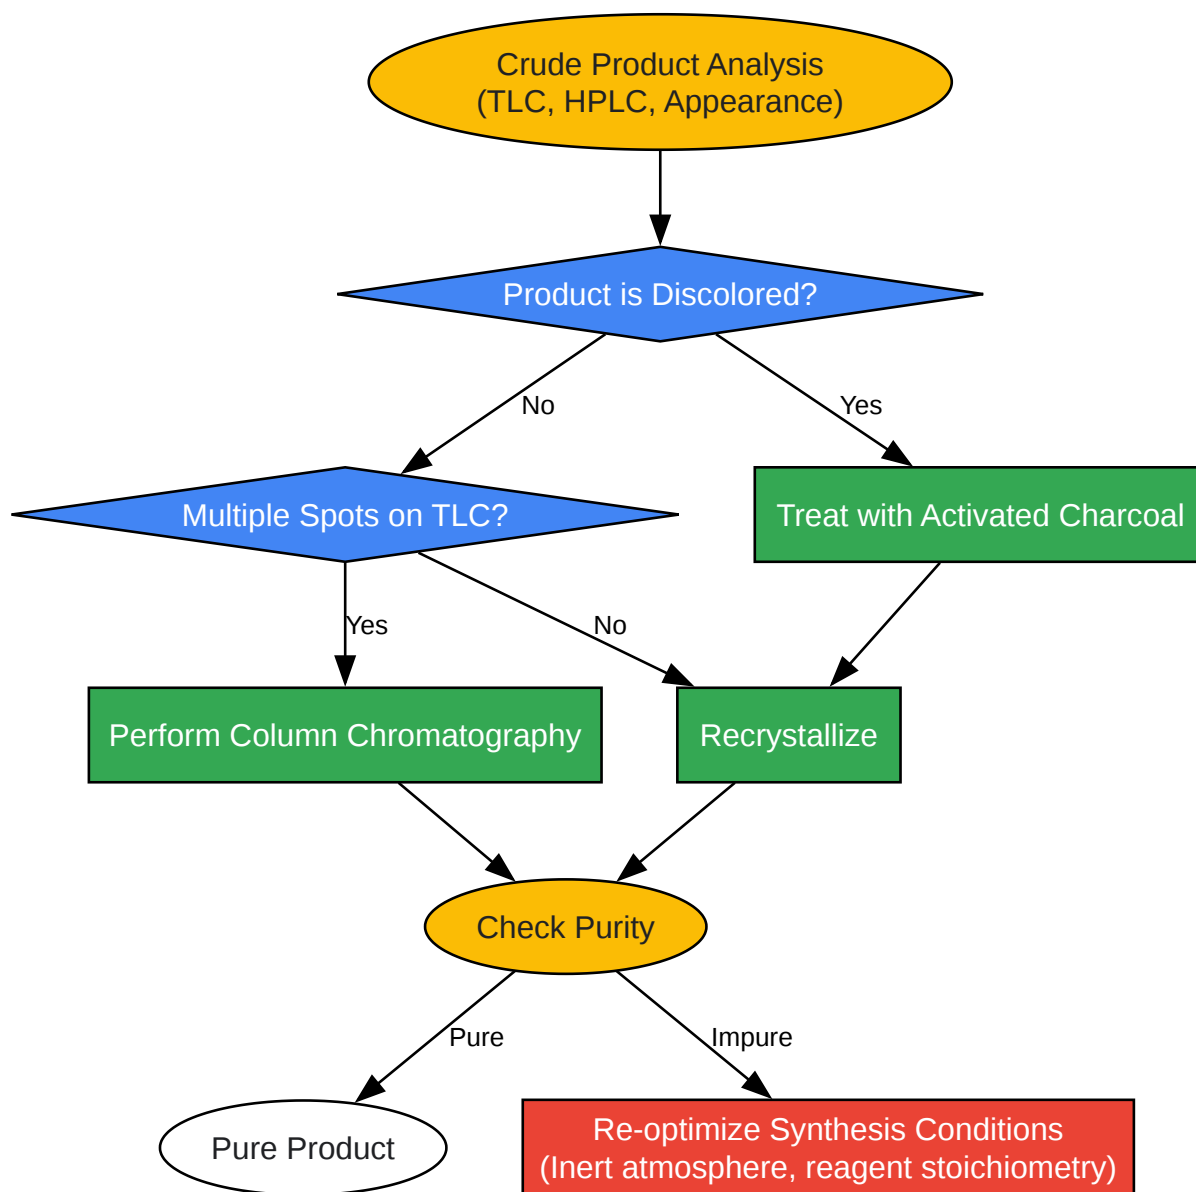 Crude Product Analysis
(TLC, HPLC, Appearance)
Product is Discolored?
No
Yes
Multiple Spots on TLC?
Treat with Activated Charcoal
Yes
No
Perform Column Chromatography
Recrystallize
Check Purity
Pure
Impure
Pure Product
Re-optimize Synthesis Conditions
(Inert atmosphere, reagent stoichiometry)